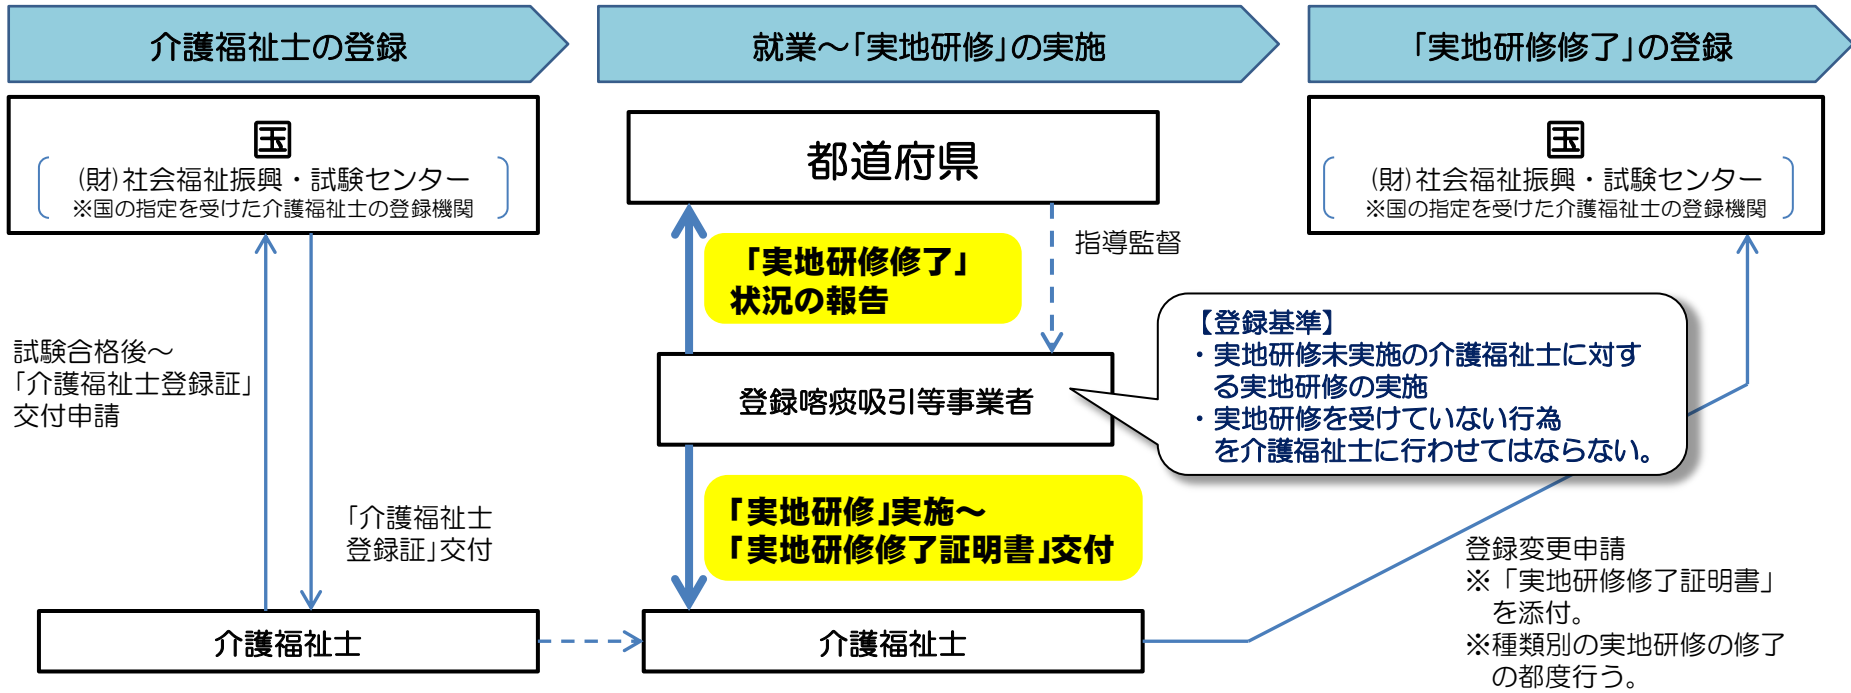 介護福祉士の登録
就業～「実地研修」の実施
「実地研修修了」の登録
国
(財)社会福祉振興・試験センター
※国の指定を受けた介護福祉士の登録機関
試験合格後～
「介護福祉士登録証」
交付申請
「介護福祉士
登録証」交付
介護福祉士
都道府県
「実地研修修了」
状況の報告
指導監督
登録喀痰吸引等事業者
【登録基準】
・実地研修未実施の介護福祉士に対す
る実地研修の実施
・実地研修を受けていない行為
を介護福祉士に行わせてはならない。
「実地研修」実施～
「実地研修修了証明書」交付
介護福祉士
国
(財)社会福祉振興・試験センター
※国の指定を受けた介護福祉士の登録機関
登録変更申請
※「実地研修修了証明書」
を添付。
※種類別の実地研修の修了
の都度行う。